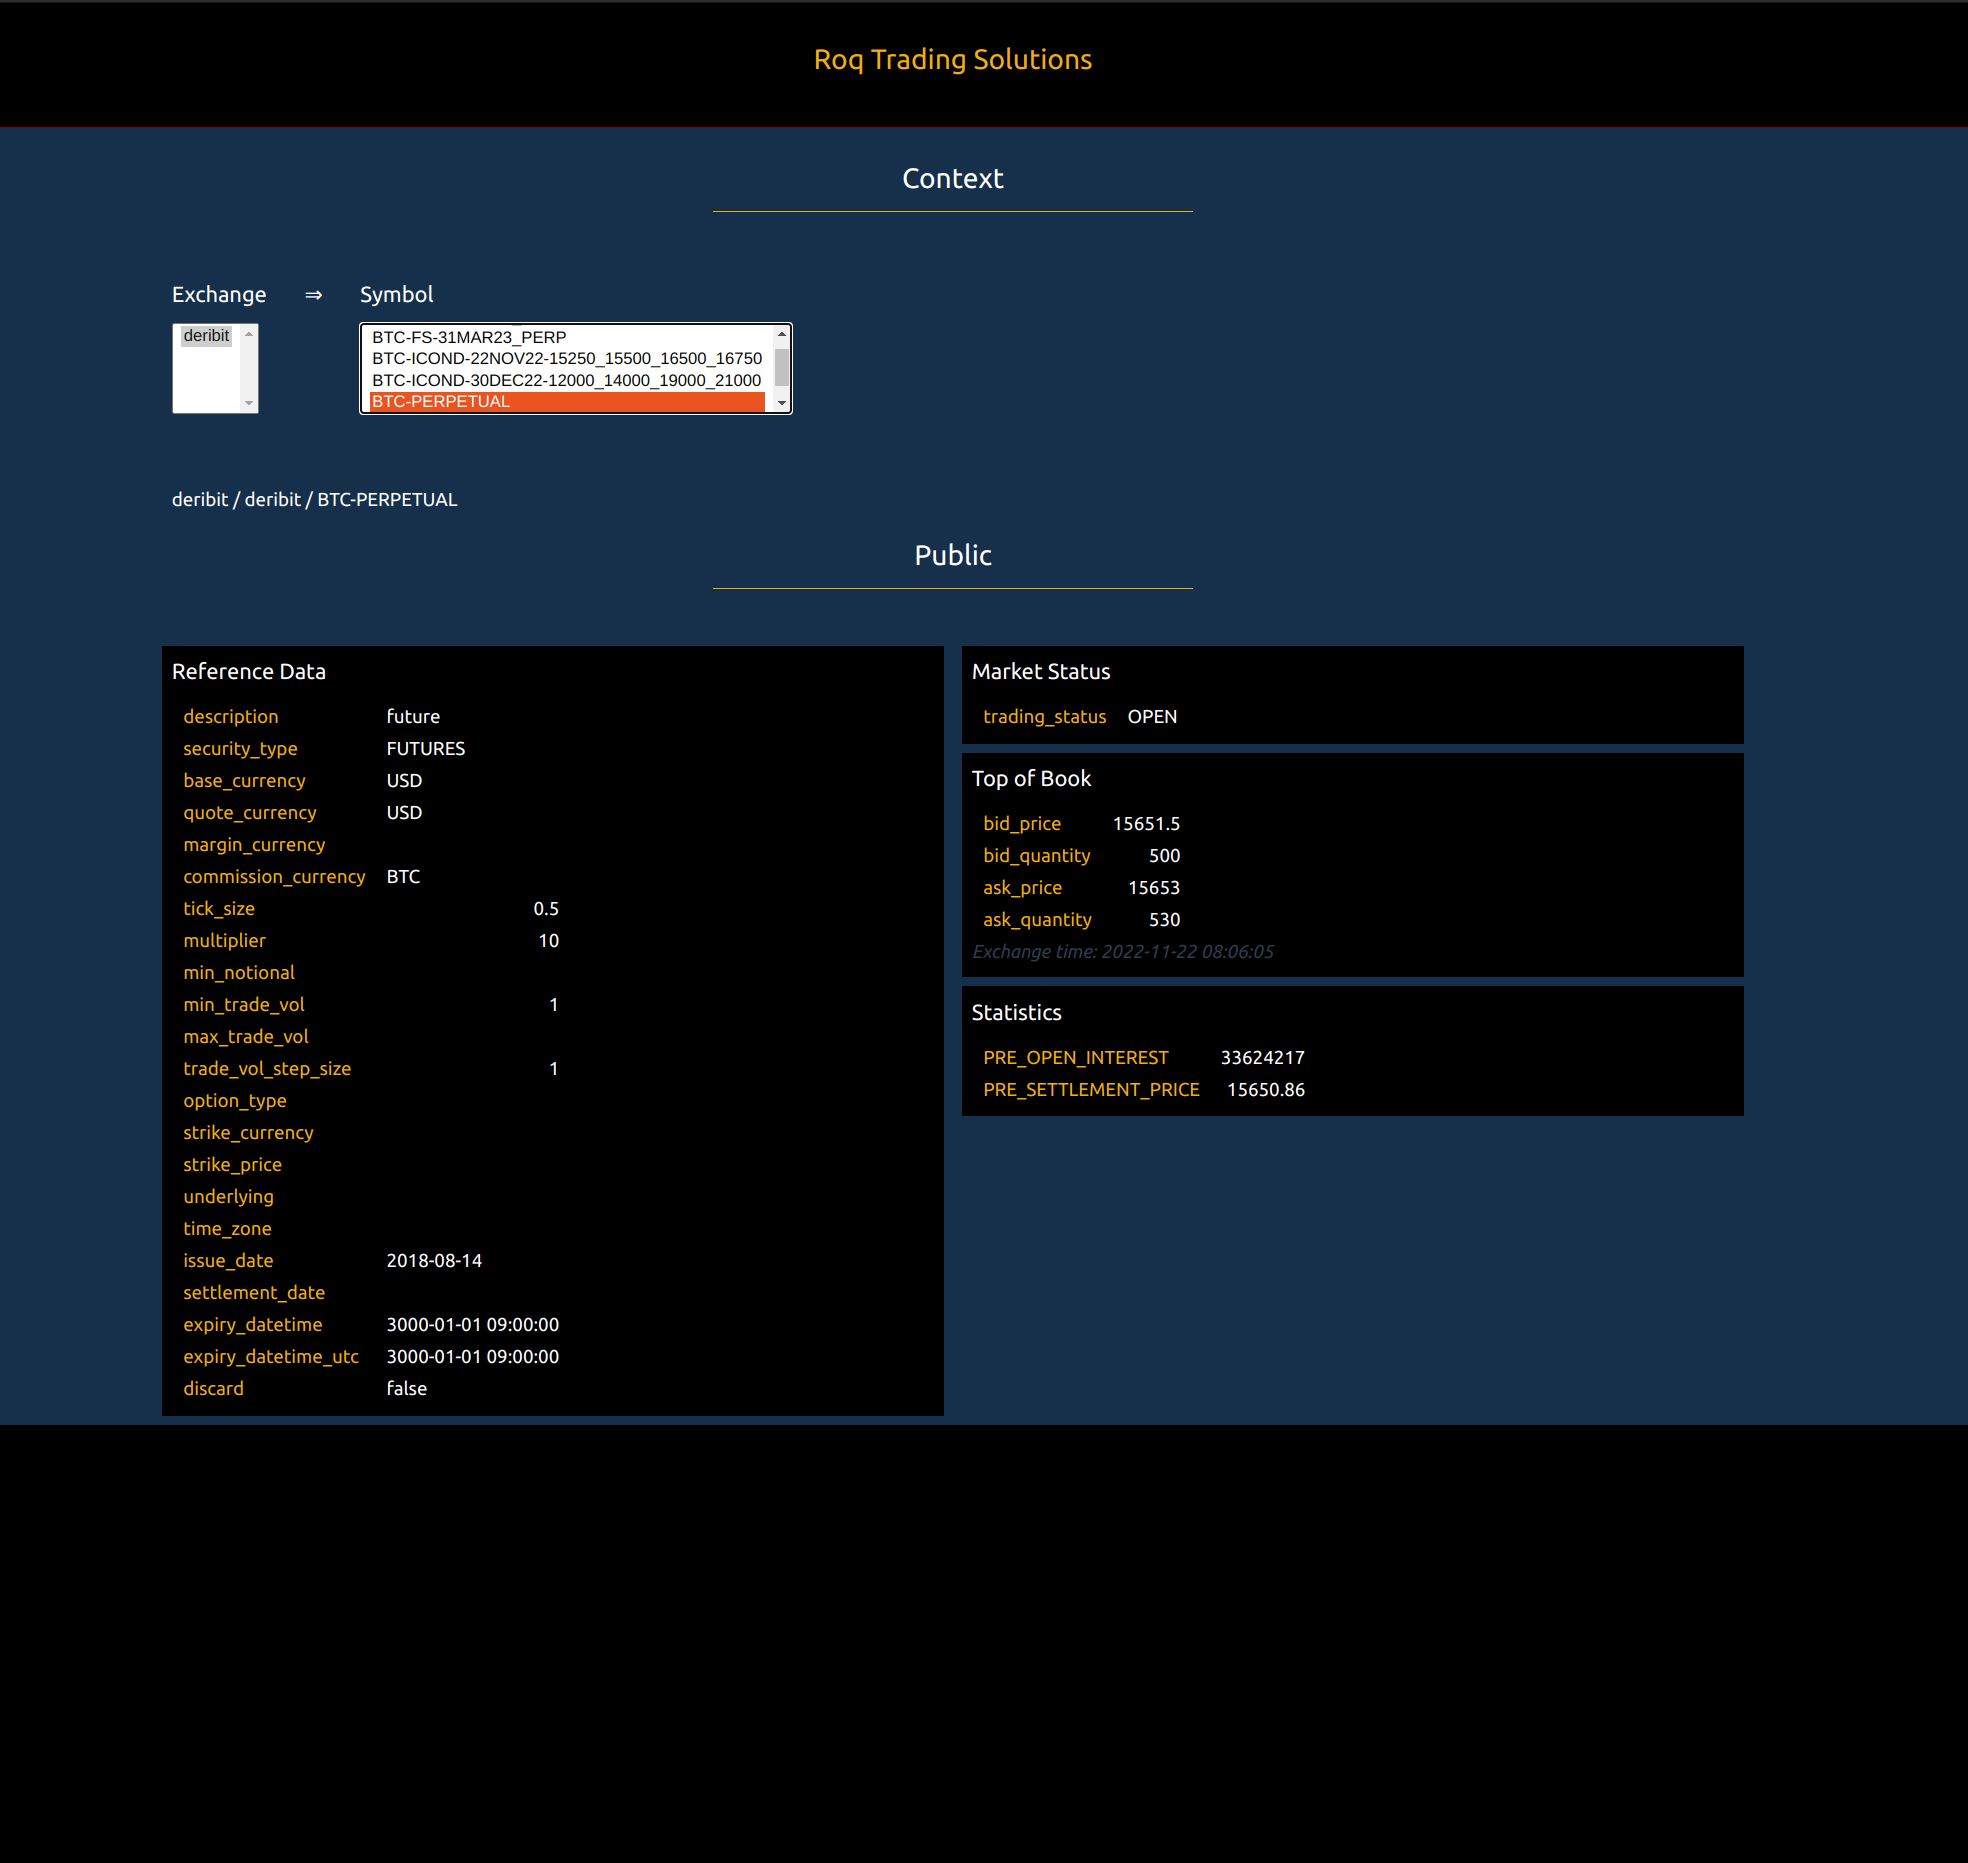 Roq Trading Solutions
Context
Exchange ⇒ Symbol
deribit
BTC-FS-31MAR23_PERP
BTC-ICOND-22NOV22-15250_15500_16500_16750
BTC-ICOND-30DEC22-12000_14000_19000_21000
BTC-PERPETUAL
deribit / deribit / BTC-PERPETUAL
Public
Reference Data
description future
security_type FUTURES
base_currency USD
quote_currency USD
margin_currency
commission_currency BTC
tick_size 0.5
multiplier 10
min_notional
min_trade_vol 1
max_trade_vol
trade_vol_step_size 1
option_type
strike_currency
strike_price
underlying
time_zone
issue_date 2018-08-14
settlement_date
expiry_datetime 3000-01-01 09:00:00
expiry_datetime_utc 3000-01-01 09:00:00
discard false
Market Status
trading_status OPEN
Top of Book
bid_price 15651.5
bid_quantity 500
ask_price 15653
ask_quantity 530
Exchange time: 2022-11-22 08:06:05
Statistics
PRE_OPEN_INTEREST 33624217
PRE_SETTLEMENT_PRICE 15650.86